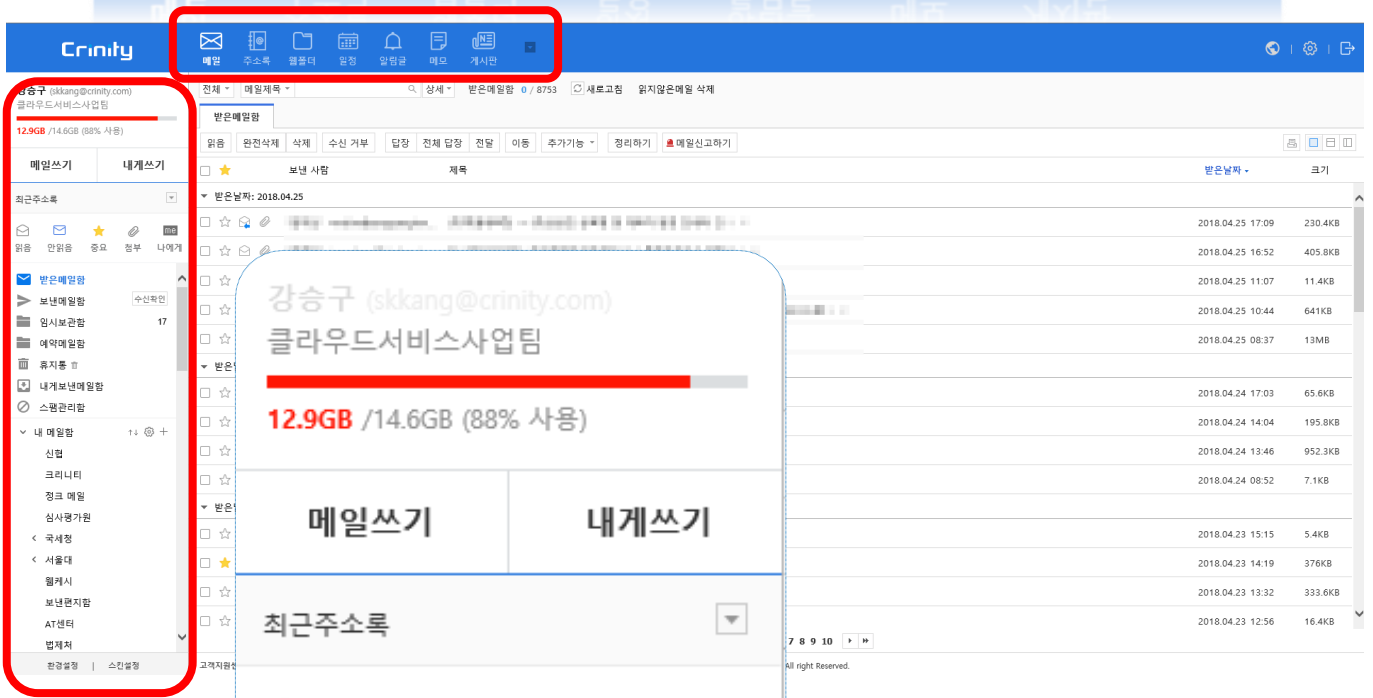 Crinity
메일 주소록 웹폴더 일정 알림글 메모 게시판
강승구 (skkang@crinity.com)
클라우드서비스사업팀
12.9GB /14.6GB (88% 사용)
메일쓰기 내게쓰기
최근주소록
me
읽음 안읽음 중요 첨부 나에게
받은메일함
보낸메일함 수신확인
임시보관함 17
예약메일함
휴지통
내게보낸메일함
스팸관리함
내 메일함
신협
크리니티
정크 메일
심사평가원
국세청
서울대
웹케시
보낸편지함
AT센터
법제처
환경설정 | 스킨설정
전체 메일제목 상세 받은메일함 0 / 8753 새로고침 읽지않은메일 삭제
받은메일함
읽음 완전삭제 삭제 수신 거부 답장 전체 답장 전달 이동 추가기능 정리하기 메일신고하기
보낸 사람 제목 받은날짜 크기
받은날짜: 2018.04.25
2018.04.25 17:09 230.4KB
2018.04.25 16:52 405.8KB
2018.04.25 11:07 11.4KB
2018.04.25 10:44 641KB
2018.04.25 08:37 13MB
2018.04.24 17:03 65.6KB
2018.04.24 14:04 195.8KB
2018.04.24 13:46 952.3KB
2018.04.24 08:52 7.1KB
2018.04.23 15:15 5.4KB
2018.04.23 14:19 376KB
2018.04.23 13:32 333.6KB
2018.04.23 12:56 16.4KB
7 8 9 10
고객지원센
All right Reserved.
강승구 (skkang@crinity.com)
클라우드서비스사업팀
12.9GB /14.6GB (88% 사용)
메일쓰기 내게쓰기
최근주소록